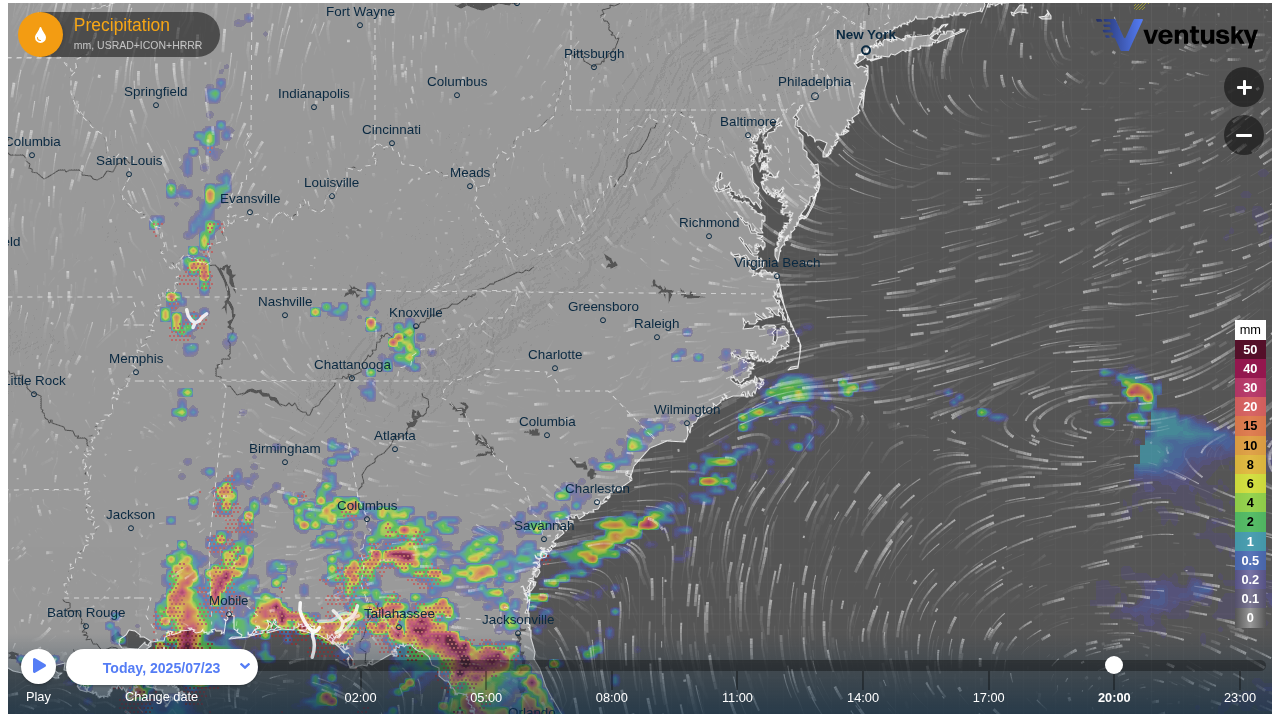 Precipitation
mm, USRAD+ICON+HRRR
Fort Wayne
New York
ventusky
Pittsburgh
Springfield
Indianapolis
Columbus
Philadelphia
+
Columbia
Cincinnati
Baltimore
−
Saint Louis
Meads
Louisville
Evansville
Richmond
eld
Virginia Beach
Nashville
Knoxville
Greensboro
Raleigh
mm
50
Memphis
Chattanooga
Charlotte
40
Little Rock
30
Wilmington
20
Columbia
15
Atlanta
Birmingham
10
8
Charleston
6
Columbus
4
Jackson
Savannah
2
1
0.5
0.2
Mobile
0.1
Baton Rouge
Tallahassee
Jacksonville
0
Today, 2025/07/23
Play
Change date
02:00
05:00
08:00
11:00
14:00
17:00
20:00
23:00
Orlando